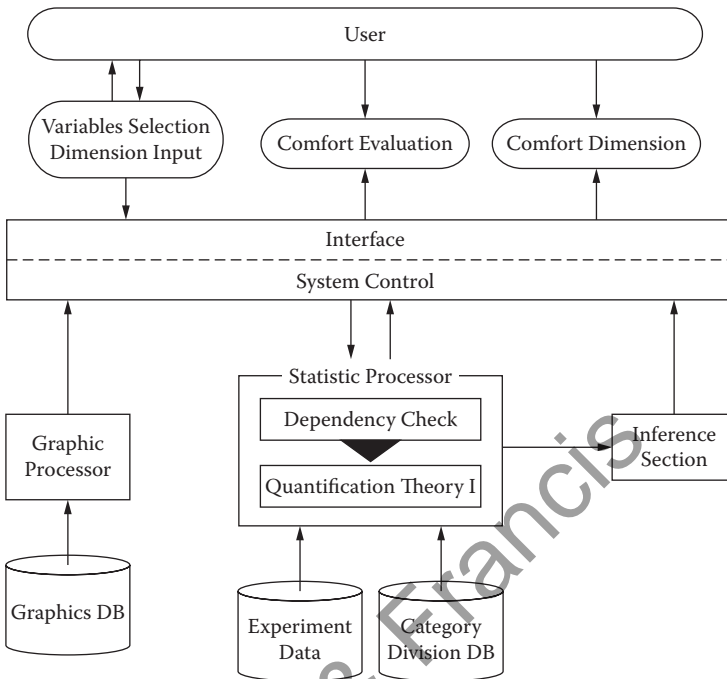 User
Variables Selection
Dimension Input
Comfort Evaluation
Comfort Dimension
Interface
System Control
Statistic Processor
Dependency Check
Quantification Theory I
Graphic
Processor
Inference
Section
Graphics DB
Experiment
Data
Category
Division DB
& Francis